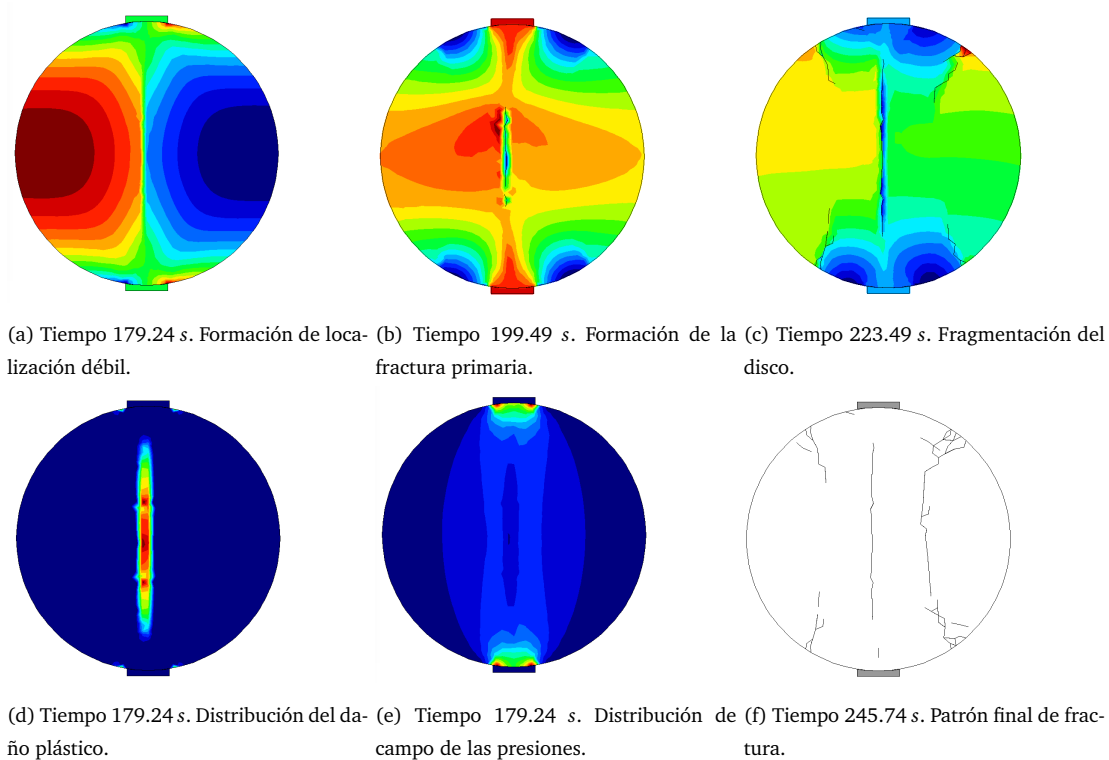 (a) Tiempo 179.24 s. Formación de loca-
lización débil.
(b) Tiempo 199.49 s. Formación de la
fractura primaria.
(c) Tiempo 223.49 s. Fragmentación del
disco.
(d) Tiempo 179.24 s. Distribución del da-
ño plástico.
(e) Tiempo 179.24 s. Distribución de
campo de las presiones.
(f) Tiempo 245.74 s. Patrón final de frac-
tura.